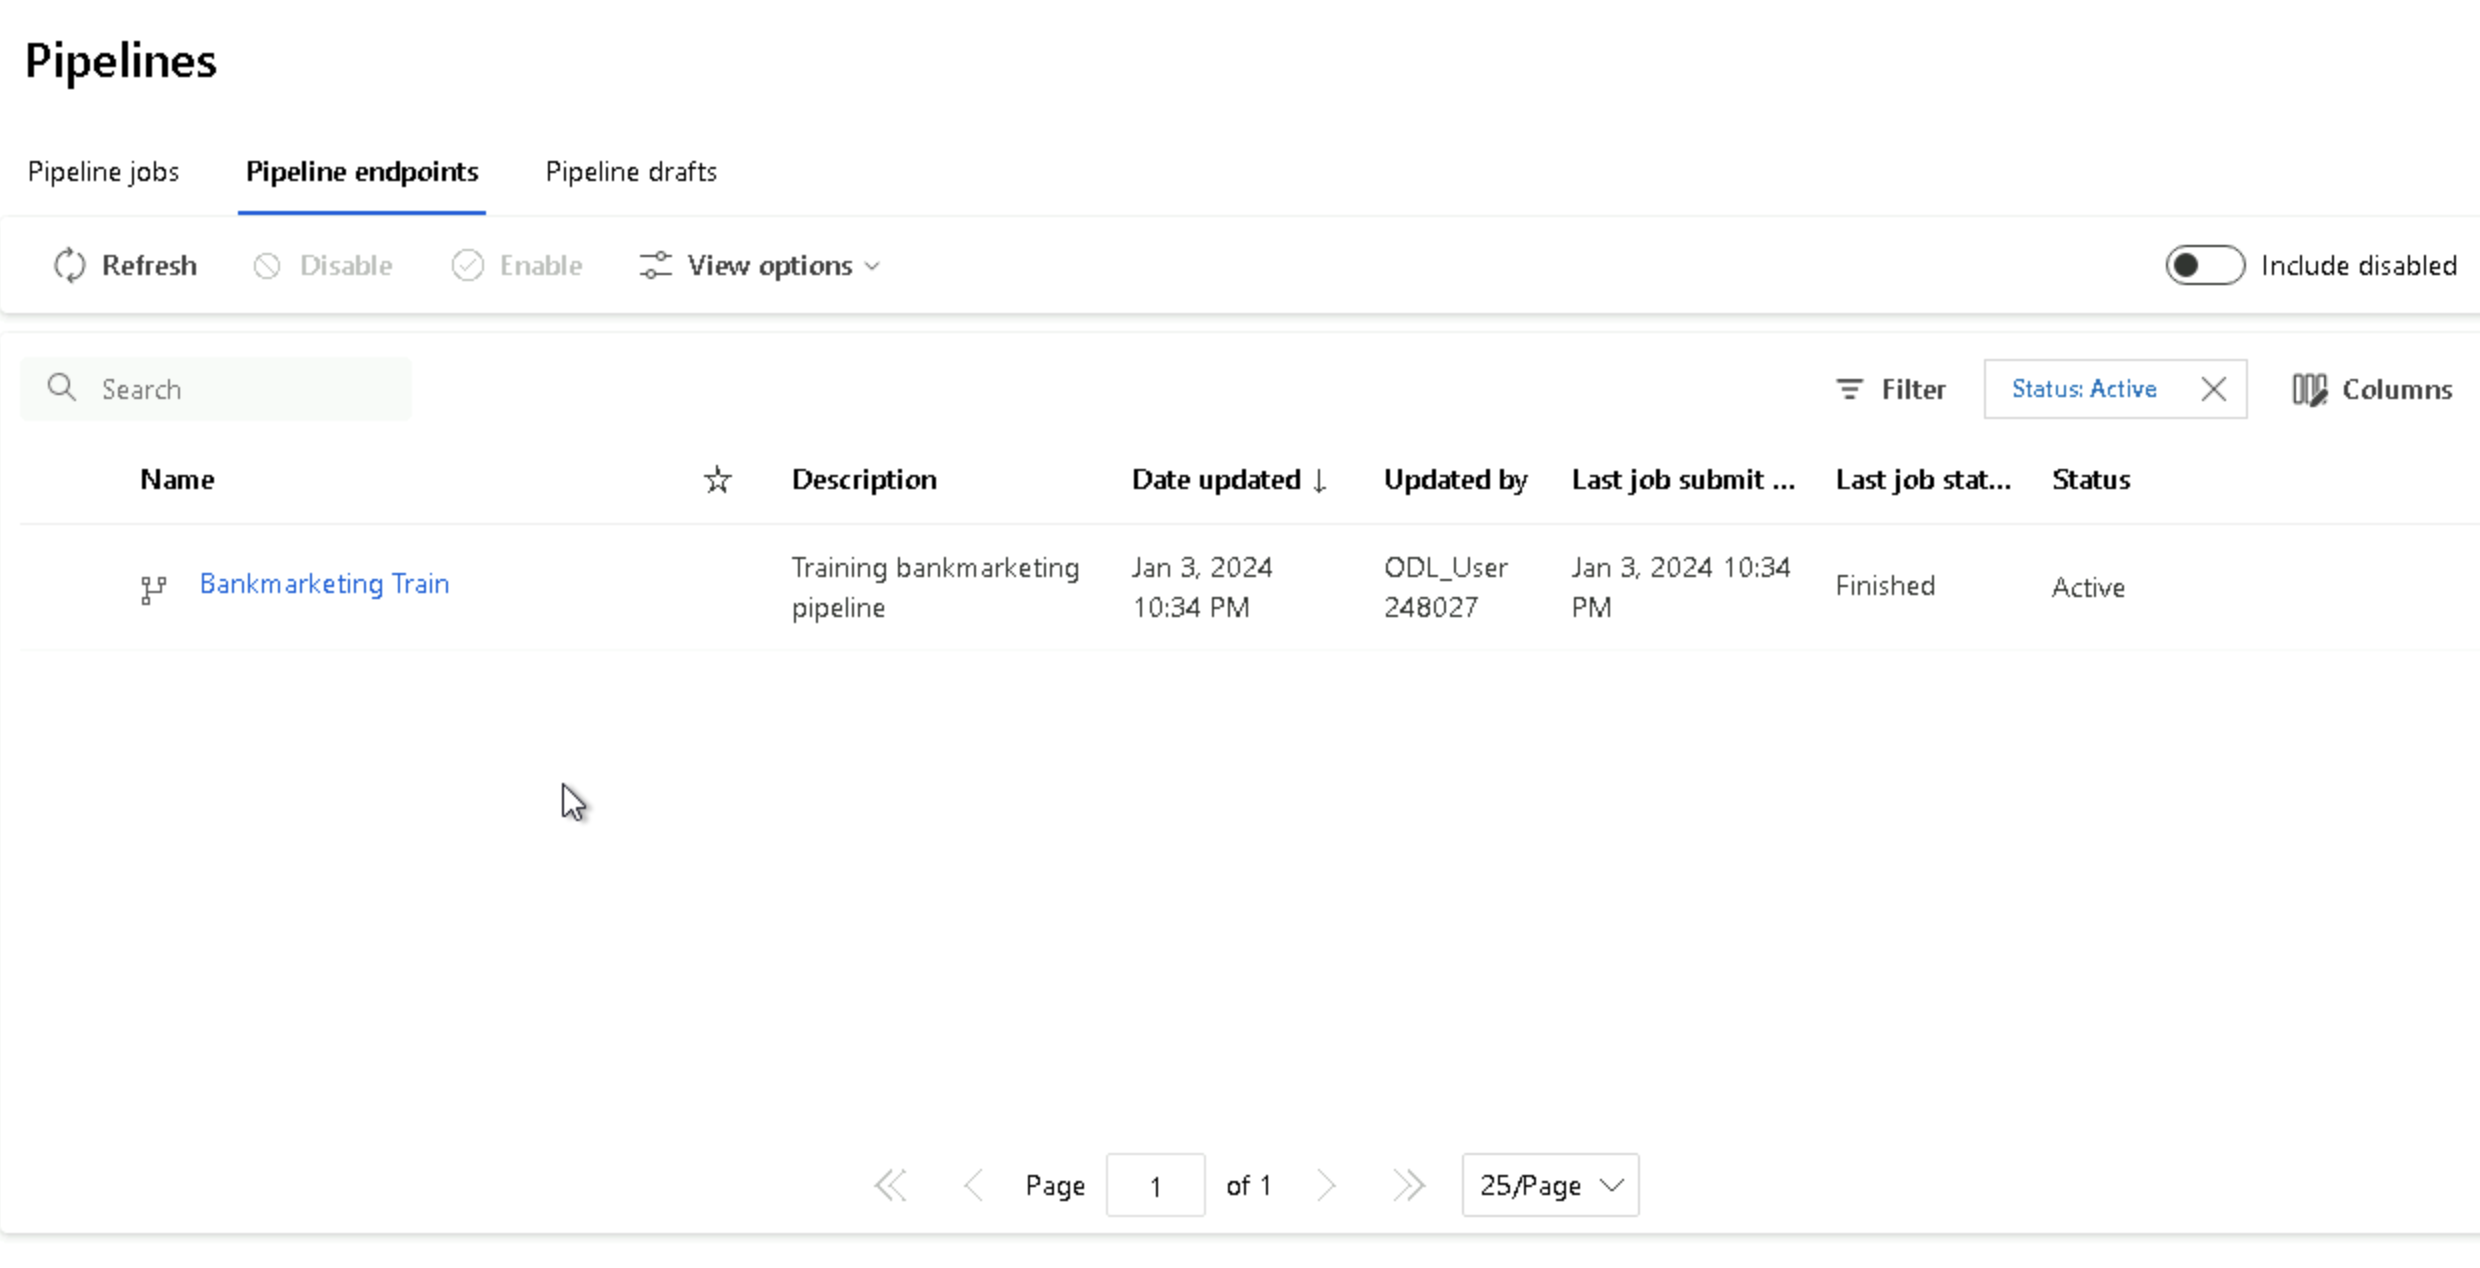 Pipelines
Pipeline jobs Pipeline endpoints Pipeline drafts
Refresh Disable Enable View options Include disabled
Search Filter Status: Active Columns
Name Description Date updated ↓ Updated by Last job submit ... Last job stat... Status
Bankmarketing Train Training bankmarketing Jan 3, 2024 ODL_User Jan 3, 2024 10:34 Finished Active
pipeline 10:34 PM 248027 PM
Page 1 of 1 25/Page